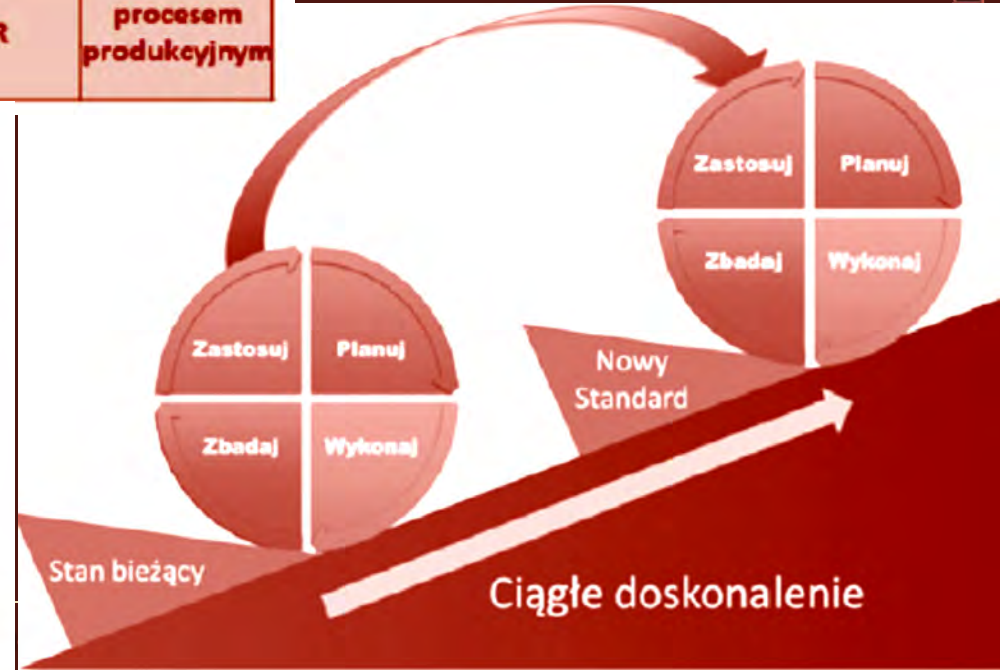 R
procesem
produkcyjnym
Zastosuj
Planuj
Zbadaj
Wykonaj
Zastosuj
Planuj
Zbadaj
Wykonaj
Nowy
Standard
Stan bieżący
Ciągłe doskonalenie